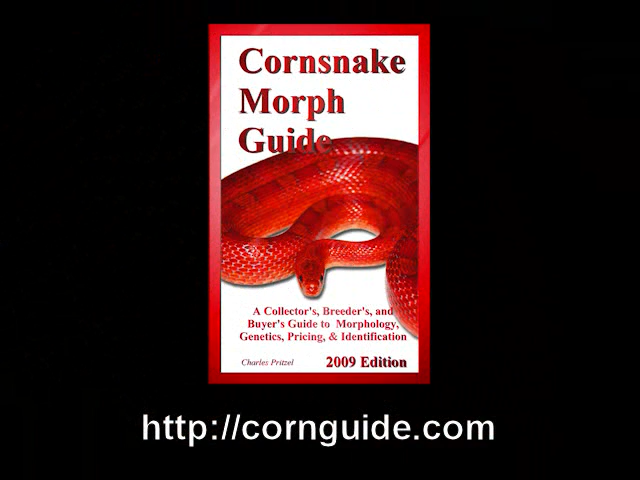 Cornsnake
Morph
Guide
A Collector's, Breeder's, and
Buyer's Guide to Morphology,
Genetics, Pricing, & Identification
Charles Pritzel
2009 Edition
http://cornguide.com